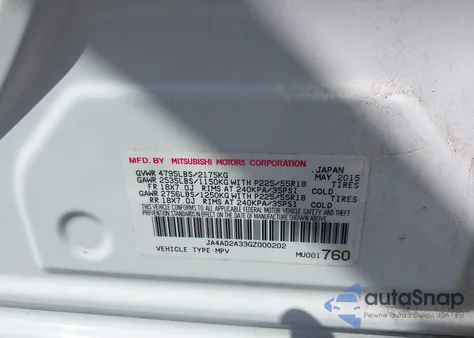 MFD. BY MITSUBISHI MOTORS CORPORATION JAPAN
GVWR 4795LBS/2175KG MAY 2015
GAWR 2535LBS/1150KG WITH P225/55R18 TIRES
FR 18X7.0J RIMS AT 240KPA/35PSI COLD
GAWR 2756LBS/1250KG WITH P225/55R18 TIRES
RR 18X7.0J RIMS AT 240KPA/35PSI COLD
THIS VEHICLE CONFORMS TO ALL APPLICABLE FEDERAL
MOTOR VEHICLE SAFETY AND THEFT PREVENTION
STANDARDS IN EFFECT ON THE DATE OF
MANUFACTURE SHOWN ABOVE.
JA4AD2A33GZ000202
VEHICLE TYPE:MPV MU001760
autoSnap